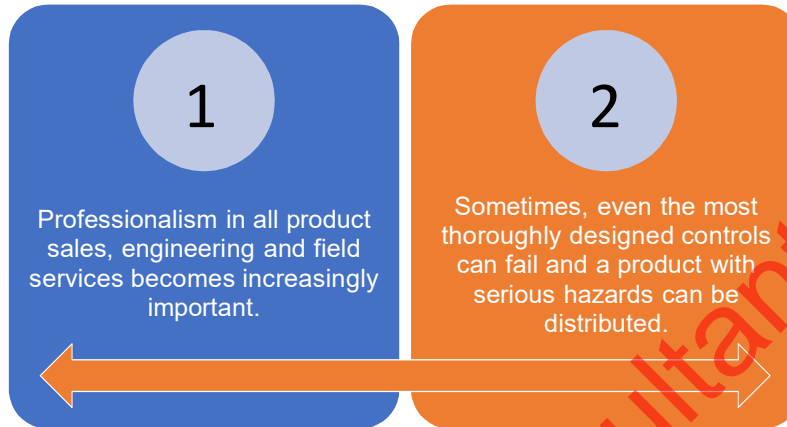 1
Professionalism in all product
sales, engineering and field
services becomes increasingly
important.
2
Sometimes, even the most
thoroughly designed controls
can fail and a product with
serious hazards can be
distributed.